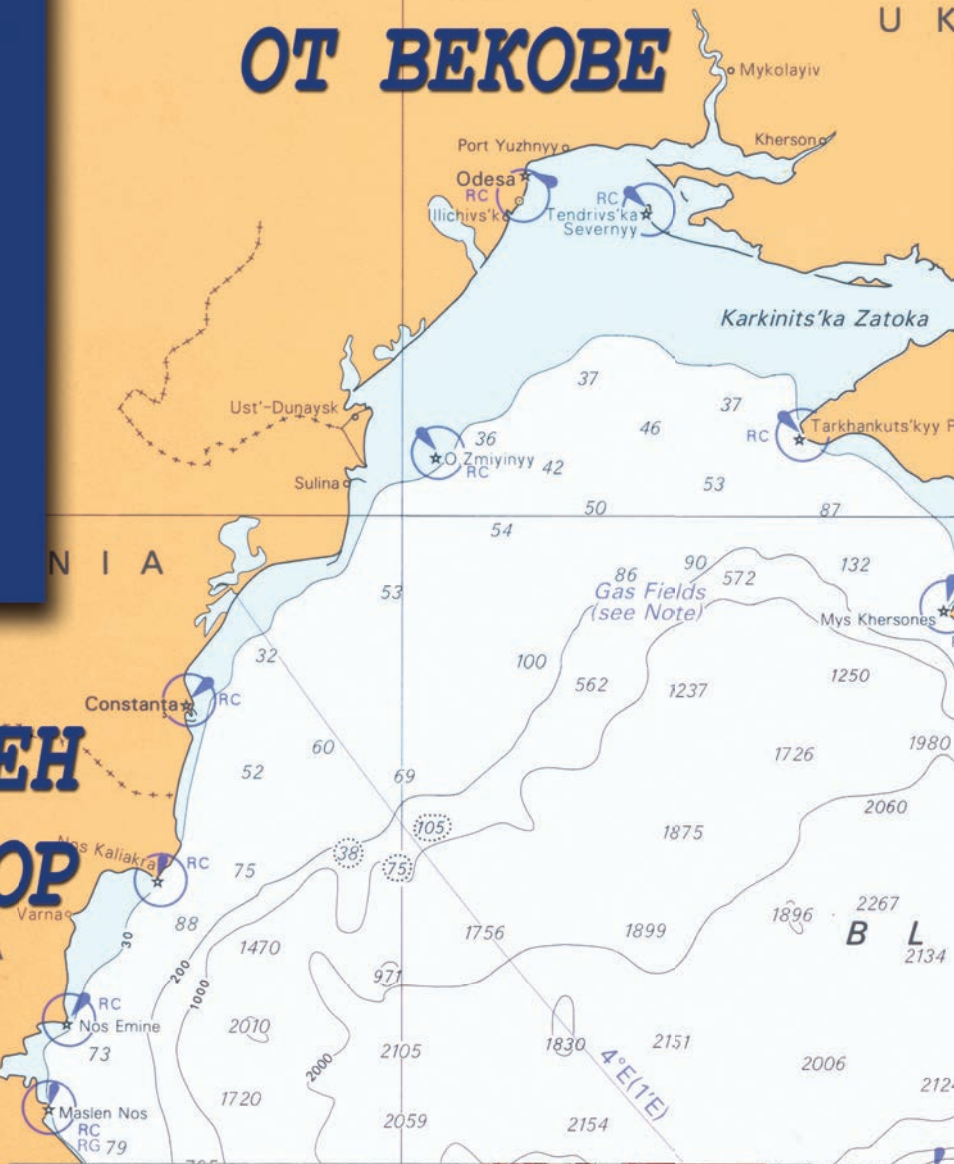 U K
ОТ ВЕКОВЕ
Mykolayiv
Kherson
Port Yuzhnyy
Odesa
RC
Illichivs'k
RC
Tendrivs'ka
Severnyy
Karkinits'ka Zatoka
37
37
46
Ust'-Dunaysk
36
RC
Tarkhankuts'kyy P
O.Zmiyinyy
RC
42
Sulina
53
50
87
54
N I A
90
572
132
86
53
Gas Fields
(see Note)
Mys Khersones
32
100
562
1237
1250
Constanta
RC
60
52
69
1726
1980
ЕН
2060
105
1875
38
75
Nos Kaliakra
RC
75
ОР
Varna
88
30
1896
2267
1470
1756
1899
B L
2134
200
971
1000
RC
Nos Emine
2010
73
2105
1830
2151
2006
4°E(1'E)
2000
1720
2124
Maslen Nos
2059
2154
RC
RG 79